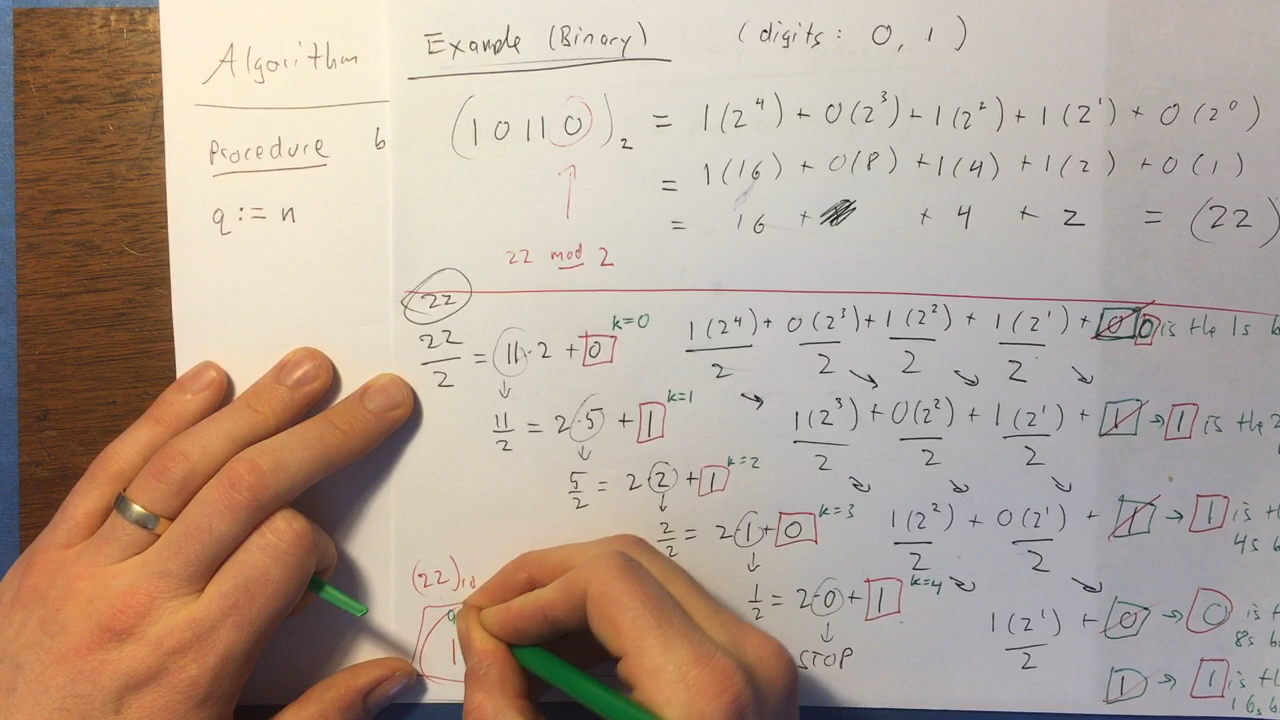 Algorithm
Procedure b
q := n
Example (Binary) (digits: 0, 1)
(10110)₂ = 1(2⁴) + 0(2³) + 1(2²) + 1(2¹) + 0(2⁰)
= 1(16) + 0(8) + 1(4) + 1(2) + 0(1)
= 16 + + 4 + 2 = (22)
22 mod 2
22
22/2 = 11·2 + 0 k=0
1(2⁴)/2 + 0(2³)/2 + 1(2²)/2 + 1(2¹)/2 + 0 0 is the 1s b
11/2 = 2·5 + 1 k=1
1(2³)/2 + 0(2²)/2 + 1(2¹)/2 + 1 → 1 is the 2
5/2 = 2·2 + 1 k=2
2/2 = 2·1 + 0 k=3
1(2²)/2 + 0(2¹)/2 + 1 → 1 is th
4s b
1/2 = 2·0 + 1 k=4
STOP
1(2¹)/2 + 0 → 0 is t
8s b
1 → 1 is th
16s b
(22)₁₀
1